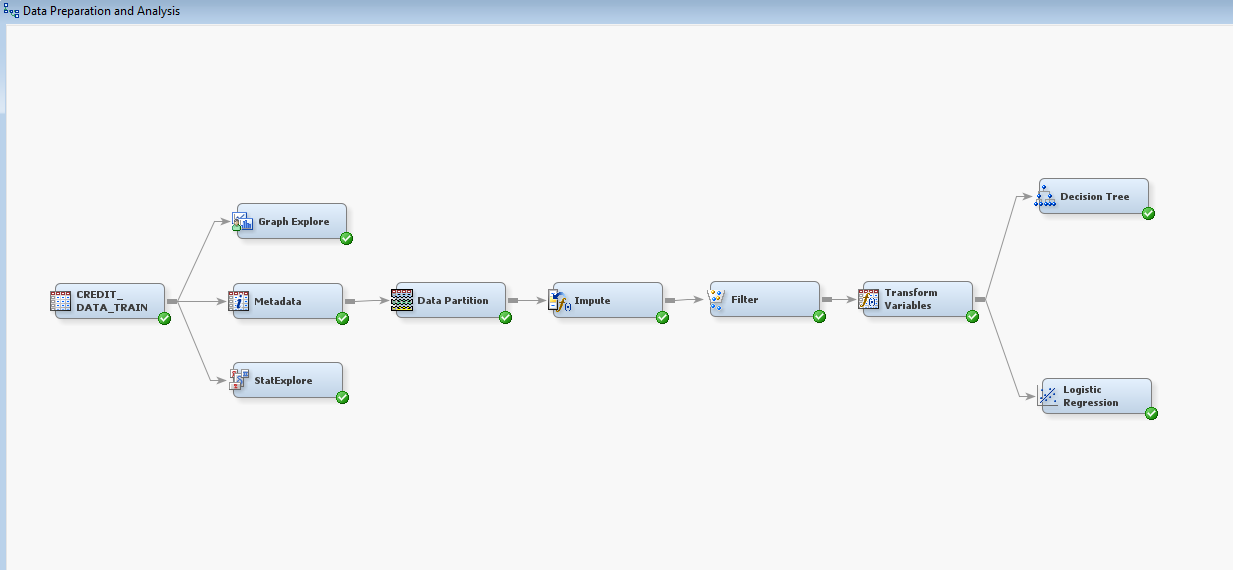 Data Preparation and Analysis
Graph Explore
CREDIT_
DATA_TRAIN
Metadata
StatExplore
Data Partition
Impute
Filter
Transform
Variables
Decision Tree
Logistic
Regression